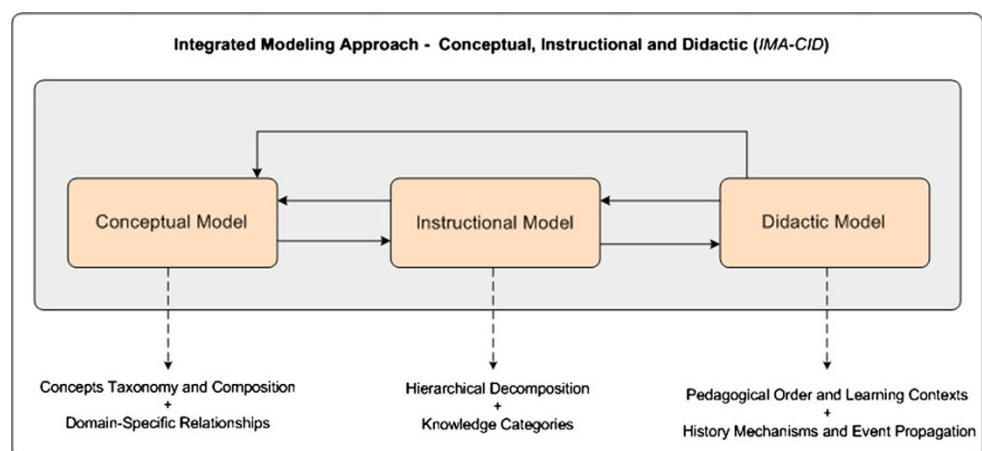 Integrated Modeling Approach - Conceptual, Instructional and Didactic (IMA-CID)
Conceptual Model
Instructional Model
Didactic Model
Concepts Taxonomy and Composition
+
Domain-Specific Relationships
Hierarchical Decomposition
+
Knowledge Categories
Pedagogical Order and Learning Contexts
+
History Mechanisms and Event Propagation